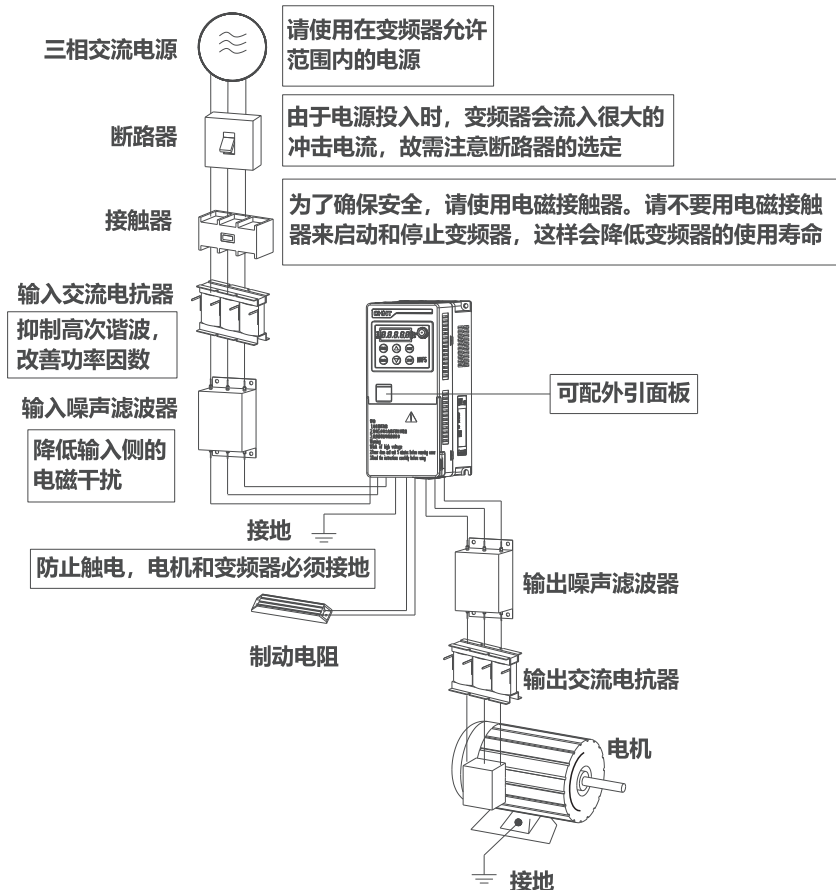 三相交流电源
请使用在变频器允许
范围内的电源
断路器
由于电源投入时，变频器会流入很大的
冲击电流，故需注意断路器的选定
接触器
为了确保安全，请使用电磁接触器。请不要用电磁接触
器来启动和停止变频器，这样会降低变频器的使用寿命
输入交流电抗器
抑制高次谐波，
改善功率因数
可配外引面板
输入噪声滤波器
降低输入侧的
电磁干扰
接地
防止触电，电机和变频器必须接地
制动电阻
输出噪声滤波器
输出交流电抗器
电机
接地